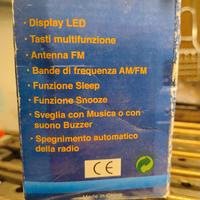 · Display LED
· Tasti multifunzione
· Antenna FM
· Bande di frequenza AM/FM
· Funzione Sleep
· Funzione Snooze
· Sveglia con Musica o con
suono Buzzer
· Spegnimento automatico
della radio
CE
Made in